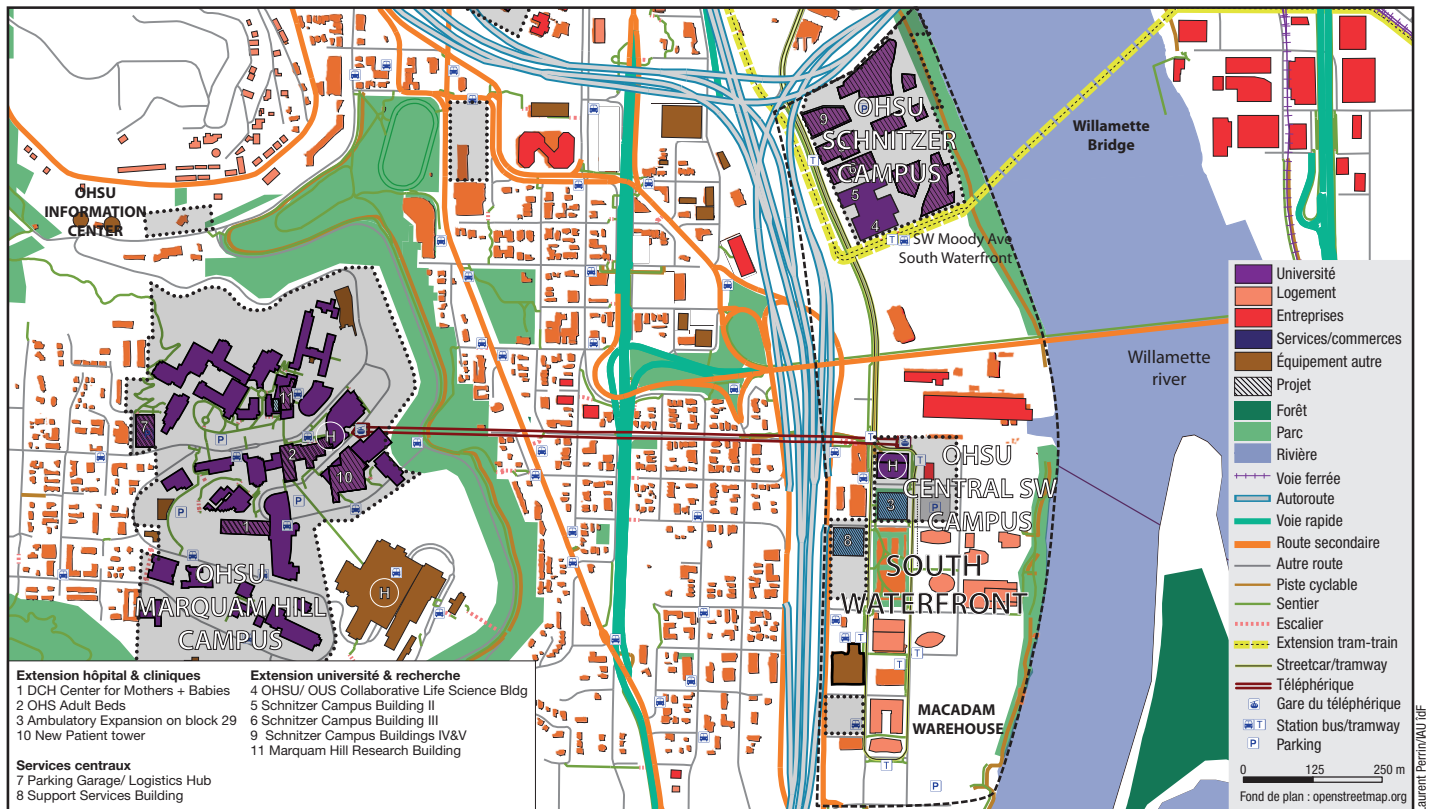 OHSU
SCHNITZER
CAMPUS
P
9
6
5
4
T
T
Willamette
Bridge
SW Moody Ave
South Waterfront
OHSU
INFORMATION
CENTER
Willamette
river
7
11
P
H
2
10
P
P
1
H
OHSU
MARQUAM HILL
CAMPUS
T
T
H
OHSU
CENTRAL SW
CAMPUS
3
P
8
SOUTH
WATERFRONT
T
T
T
T
MACADAM
WAREHOUSE
T
P
Université
Logement
Entreprises
Services/commerces
Équipement autre
Projet
Forêt
Parc
Rivière
Voie ferrée
Autoroute
Voie rapide
Route secondaire
Autre route
Piste cyclable
Sentier
Escalier
Extension tram-train
Streetcar/tramway
Téléphérique
Gare du téléphérique
T Station bus/tramway
P Parking
0 125 250 m
Fond de plan : openstreetmap.org
Laurent Perrin/IAU îdF
Extension hôpital & cliniques
1 DCH Center for Mothers + Babies
2 OHS Adult Beds
3 Ambulatory Expansion on block 29
10 New Patient tower
Services centraux
7 Parking Garage/ Logistics Hub
8 Support Services Building
Extension université & recherche
4 OHSU/ OUS Collaborative Life Science Bldg
5 Schnitzer Campus Building II
6 Schnitzer Campus Building III
9 Schnitzer Campus Buildings IV&V
11 Marquam Hill Research Building